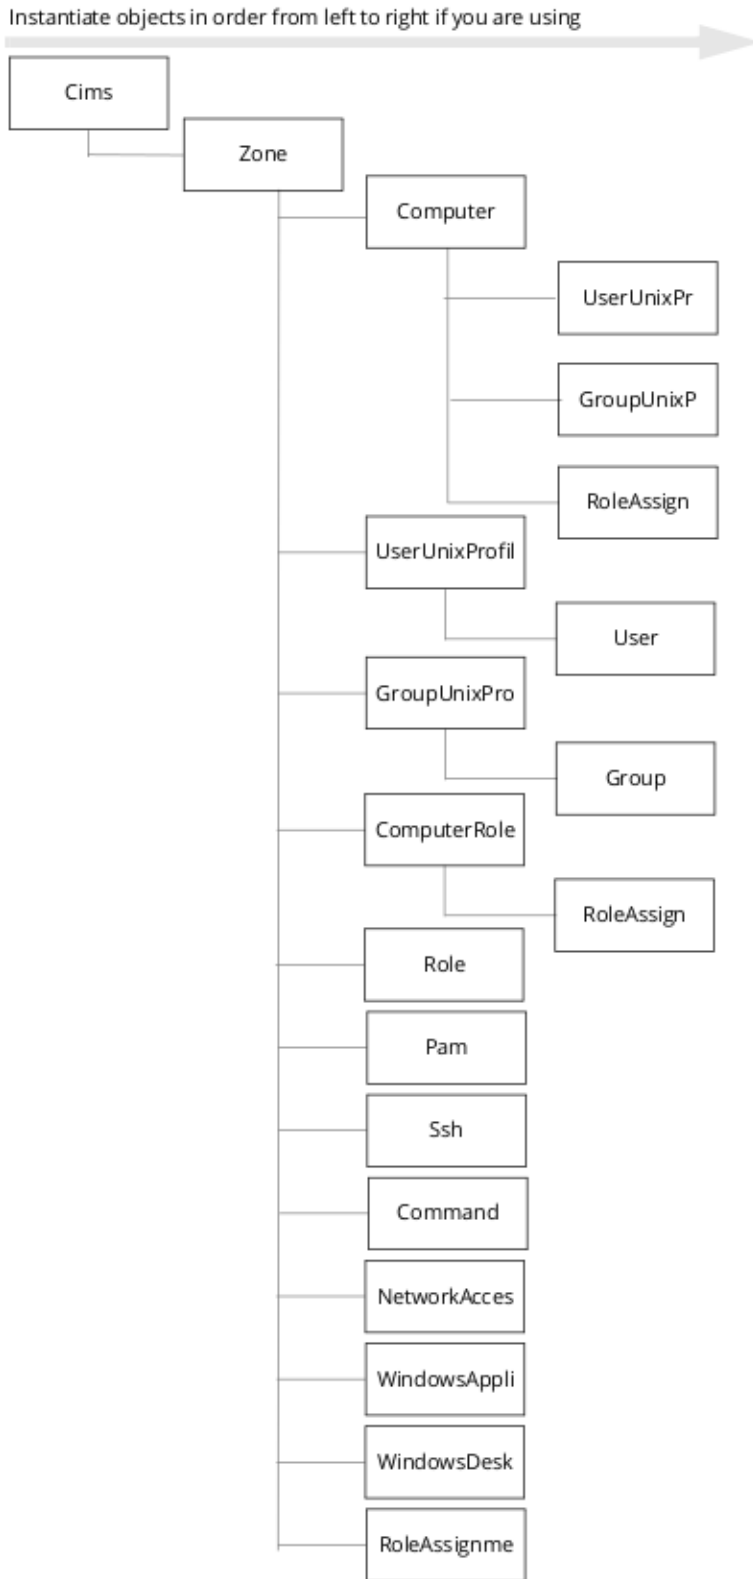 Instantiate objects in order from left to right if you are using
Cims
Zone
Computer
UserUnixPr
GroupUnixP
RoleAssign
UserUnixProfil
User
GroupUnixPro
Group
ComputerRole
RoleAssign
Role
Pam
Ssh
Command
NetworkAcces
WindowsAppli
WindowsDesk
RoleAssignme